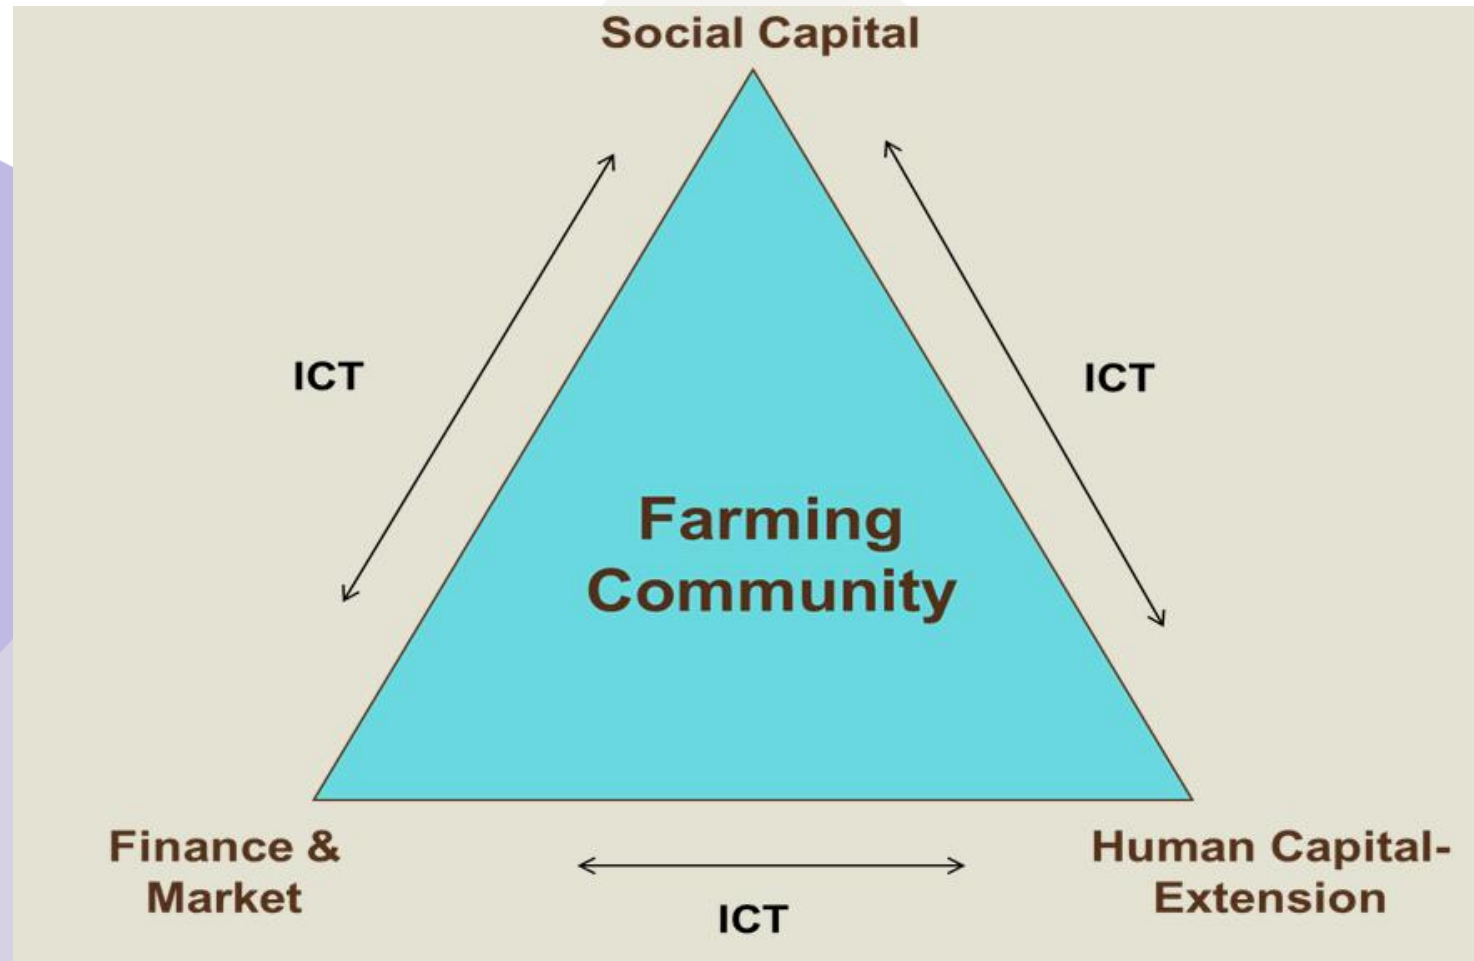 Social Capital
ICT
ICT
Farming
Community
Finance &
Market
Human Capital-
Extension
ICT